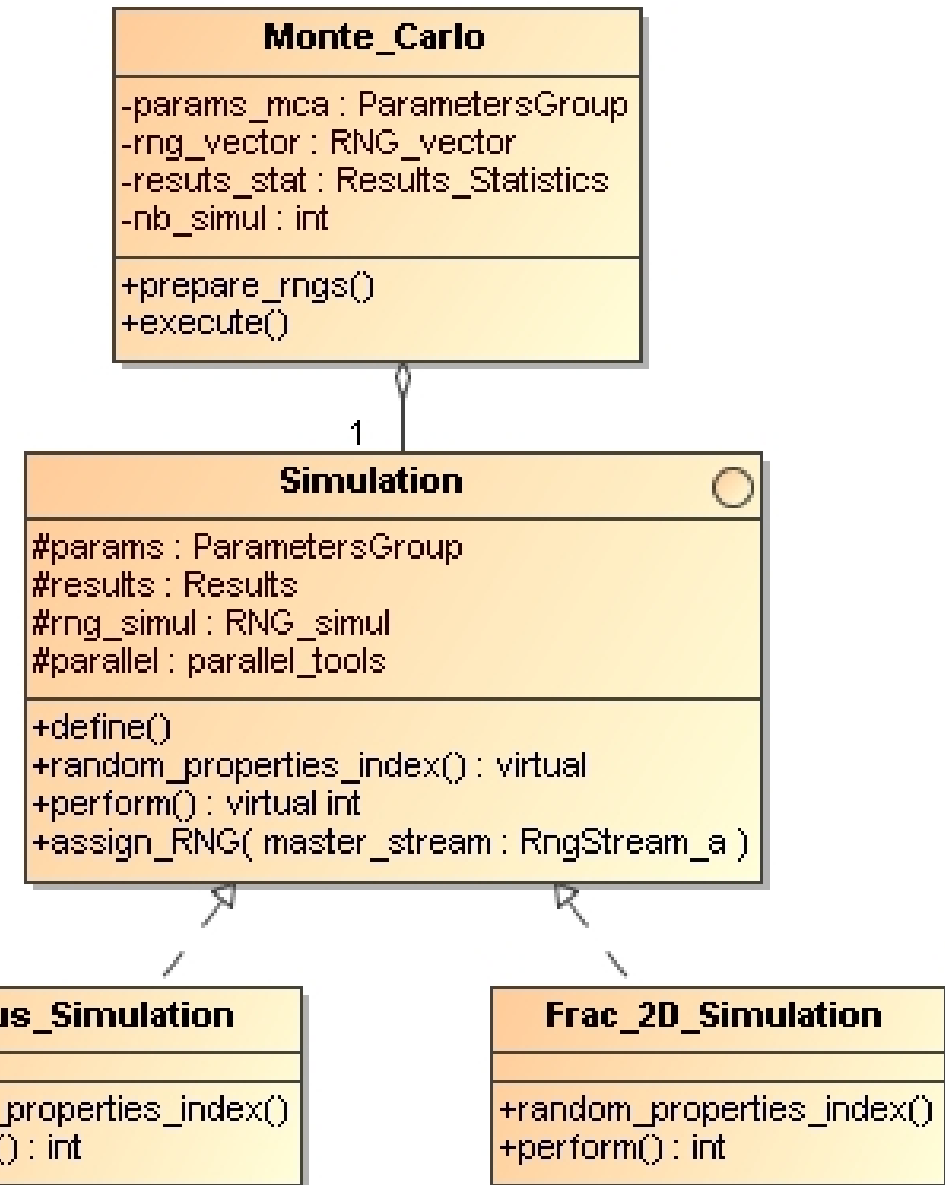 Monte_Carlo
-params_mca : ParametersGroup
-rng_vector : RNG_vector
-resuts_stat : Results_Statistics
-nb_simul : int
+prepare_rngs()
+execute()
1
Simulation
#params : ParametersGroup
#results : Results
#rng_simul : RNG_simul
#parallel : parallel_tools
+define()
+random_properties_index() : virtual
+perform() : virtual int
+assign_RNG( master_stream : RngStream_a )
us_Simulation
_properties_index()
() : int
Frac_2D_Simulation
+random_properties_index()
+perform() : int